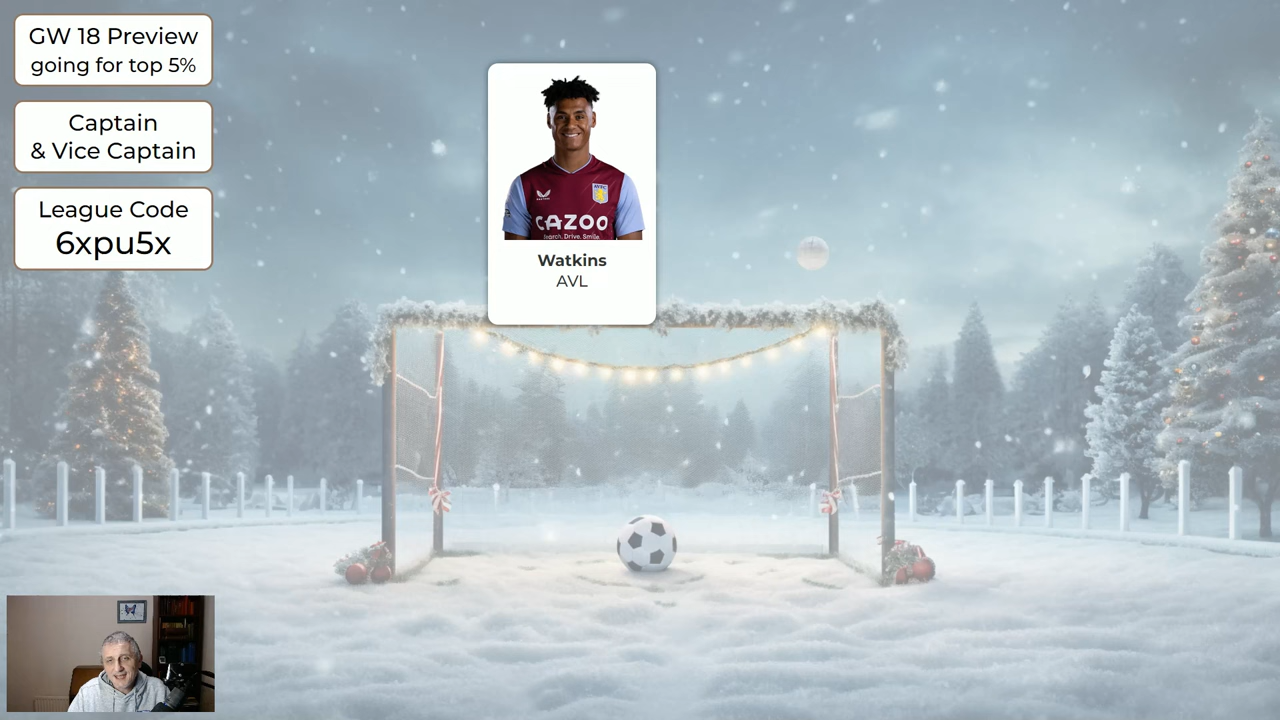 GW 18 Preview
going for top 5%
Captain
& Vice Captain
League Code
6xpu5x
CAZOO
Search. Drive. Smile.
Watkins
AVL